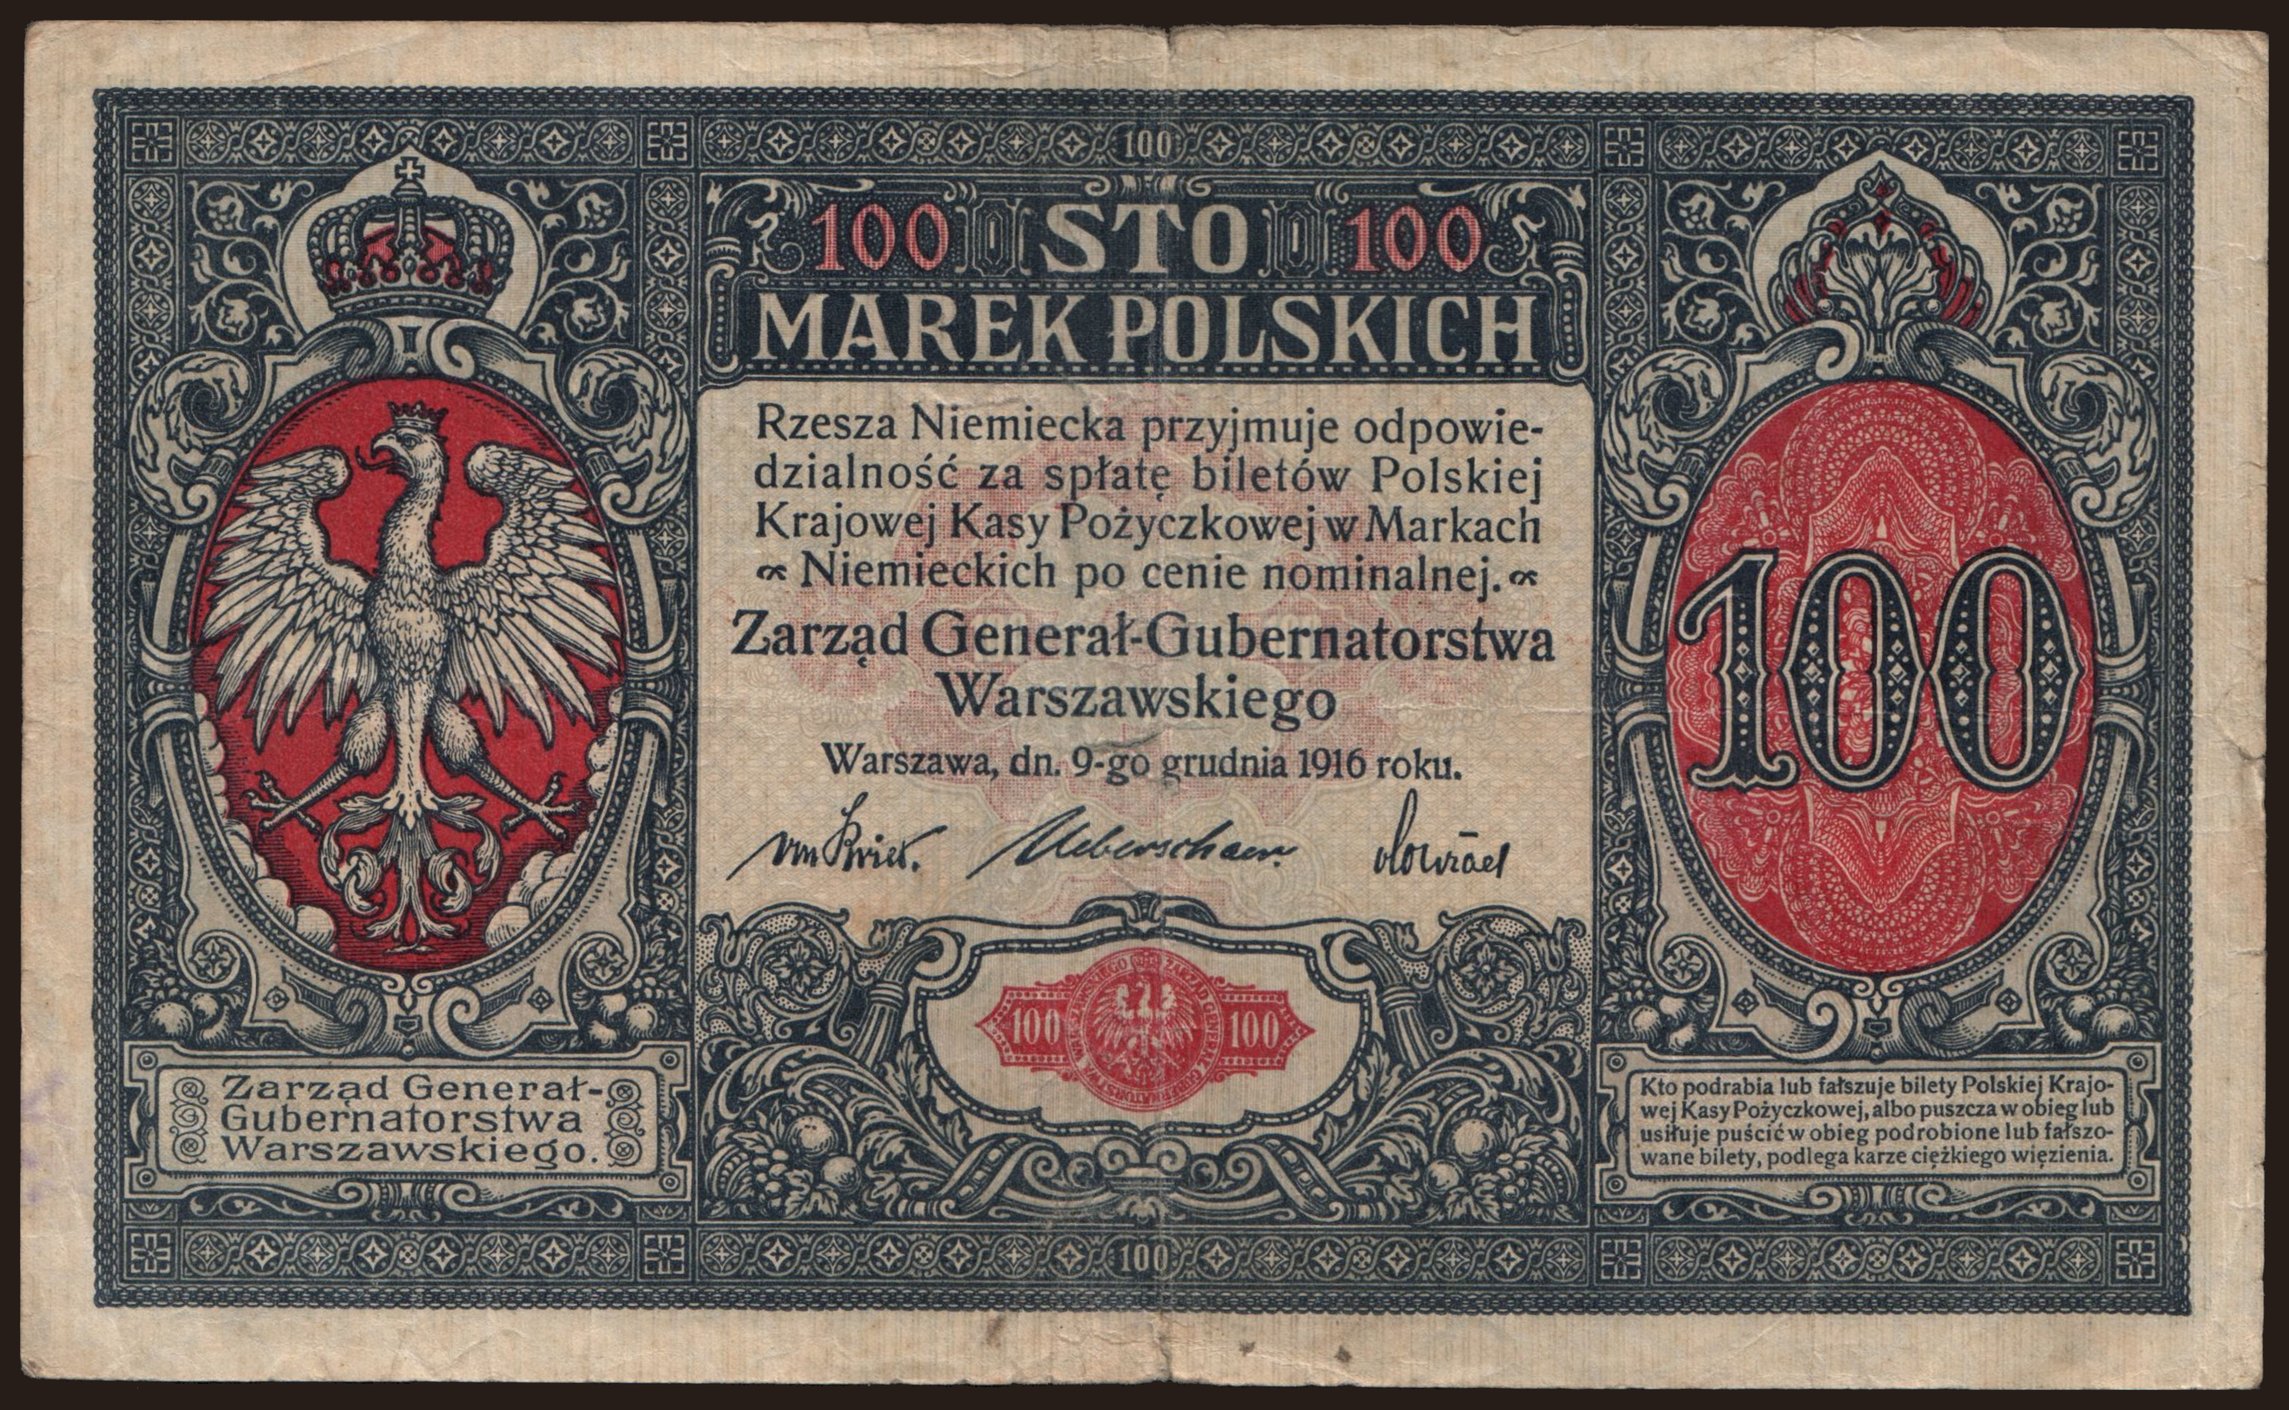 100
100 STO 100
MAREK POLSKICH
Rzesza Niemiecka przyjmuje odpowie-
dzialność za spłatę biletów Polskiej
Krajowej Kasy Pożyczkowej w Markach
Niemieckich po cenie nominalnej.
Zarząd Generał-Gubernatorstwa
Warszawskiego
Warszawa, dn. 9-go grudnia 1916 roku.
100
100 100
Zarząd Generał-
Gubernatorstwa
Warszawskiego.
Kto podrabia lub fałszuje bilety Polskiej Krajo-
wej Kasy Pożyczkowej, albo puszcza w obieg lub
usiłuje puścić w obieg podrobione lub fałszo-
wane bilety, podlega karze ciężkiego więzienia.
100